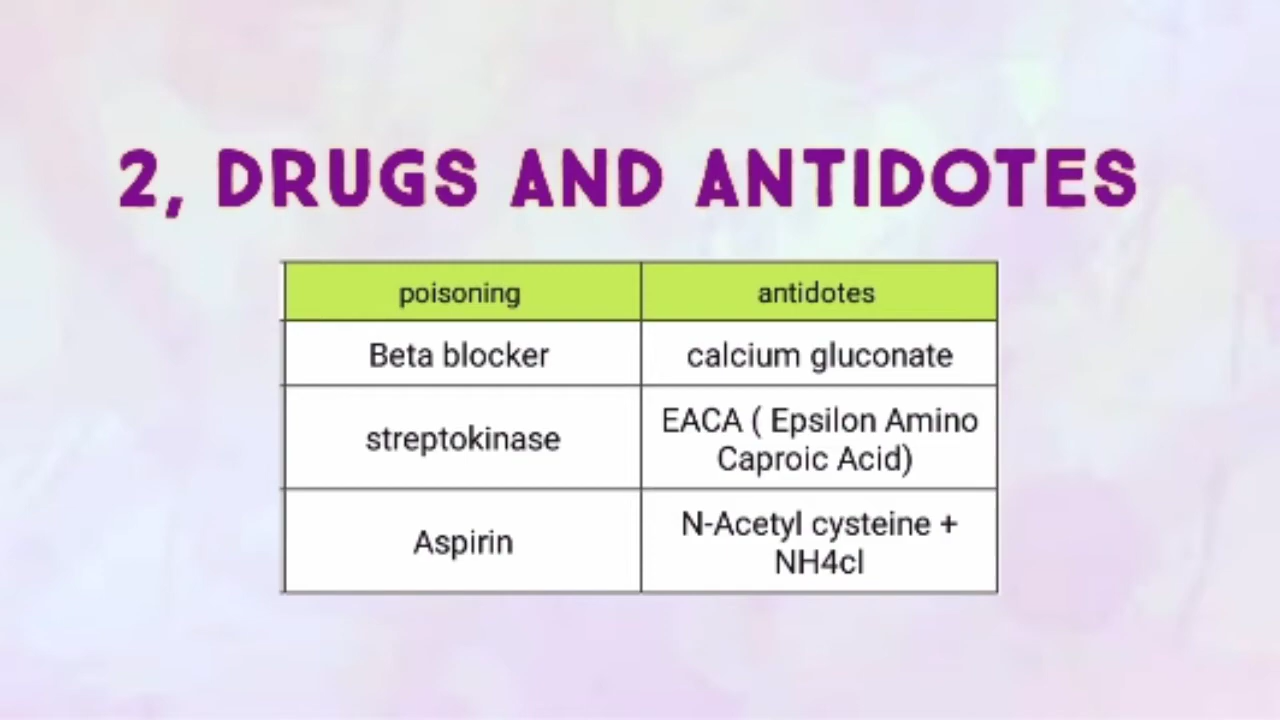 2, DRUGS AND ANTIDOTES
poisoning antidotes
Beta blocker calcium gluconate
streptokinase EACA ( Epsilon Amino
Caproic Acid)
Aspirin N-Acetyl cysteine +
NH4cl